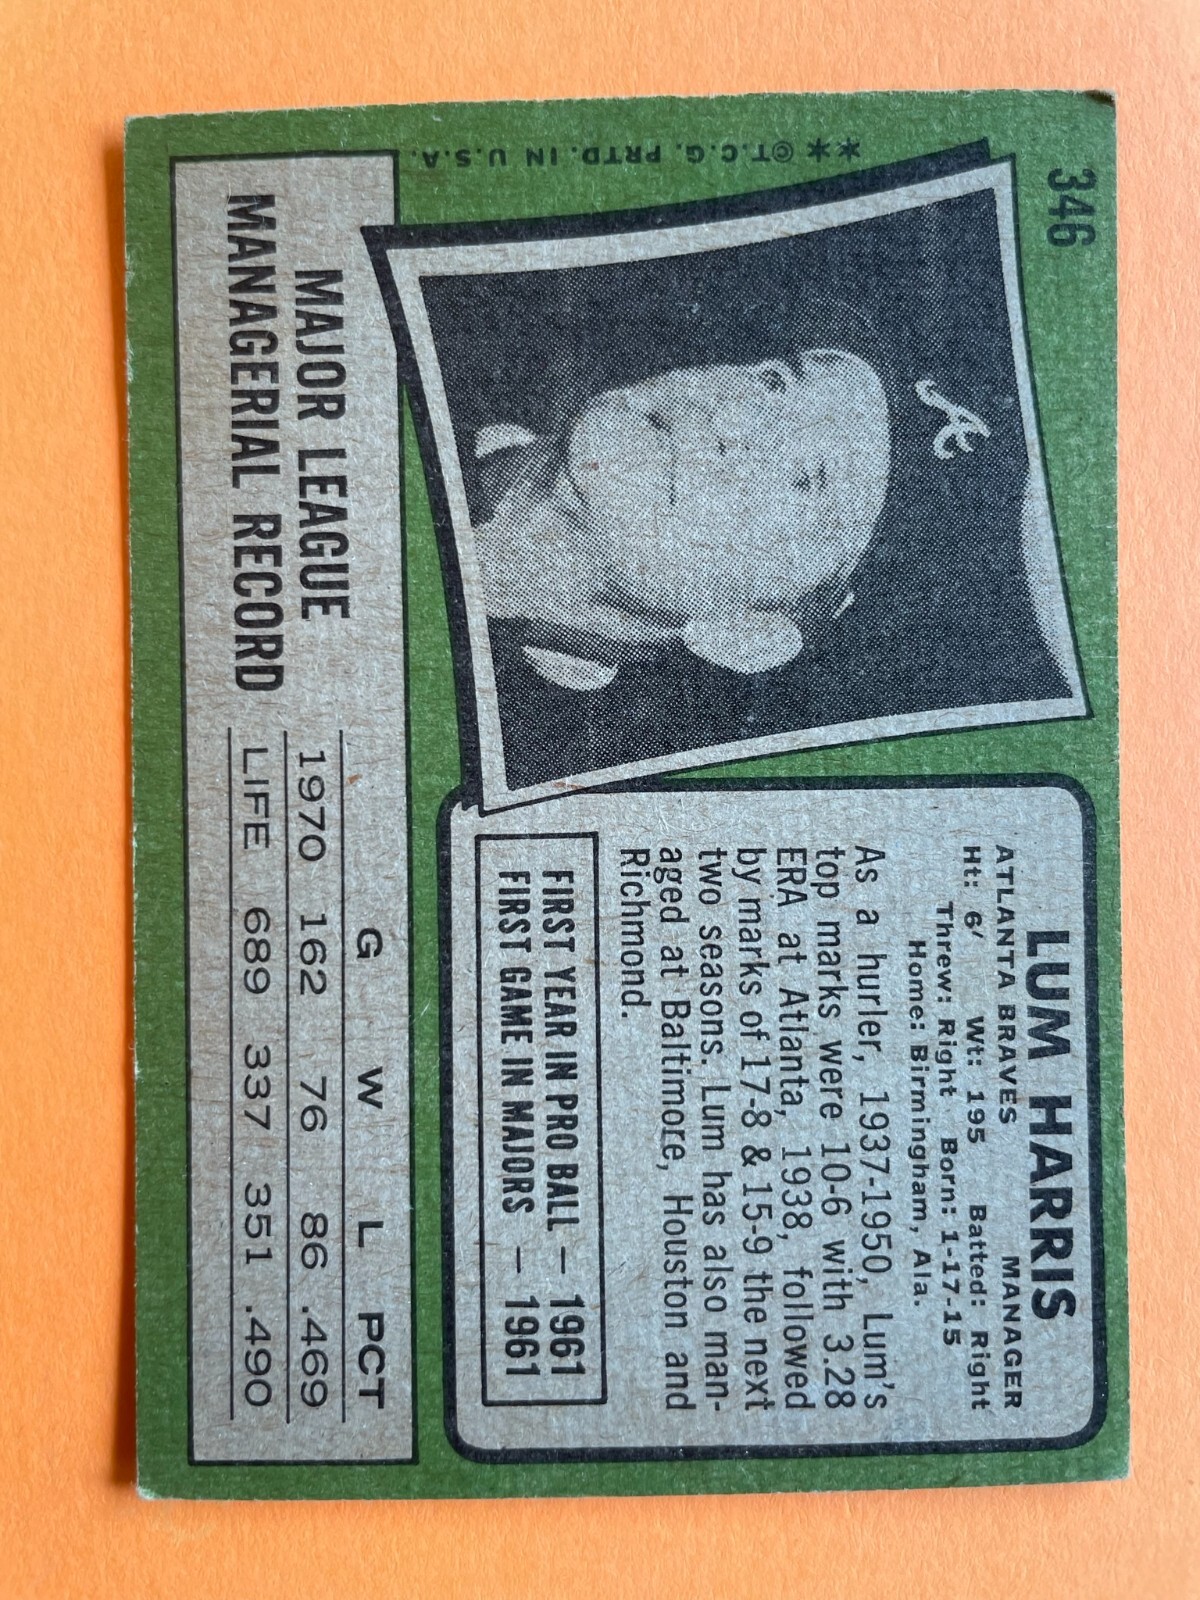 346
**©T.C.G. PRTD. IN U.S.A.
A
LUM HARRIS
ATLANTA BRAVES MANAGER
Ht: 6' Wt: 195 Batted: Right
Threw: Right Born: 1-17-15
Home: Birmingham, Ala.
As a hurler, 1937-1950, Lum's
top marks were 10-6 with 3.28
ERA at Atlanta, 1938, followed
by marks of 17-8 & 15-9 the next
two seasons. Lum has also man-
aged at Baltimore, Houston and
Richmond.
FIRST YEAR IN PRO BALL — 1961
FIRST GAME IN MAJORS — 1961
MAJOR LEAGUE
MANAGERIAL RECORD
G W L PCT
1970 162 76 86 .469
LIFE 689 337 351 .490